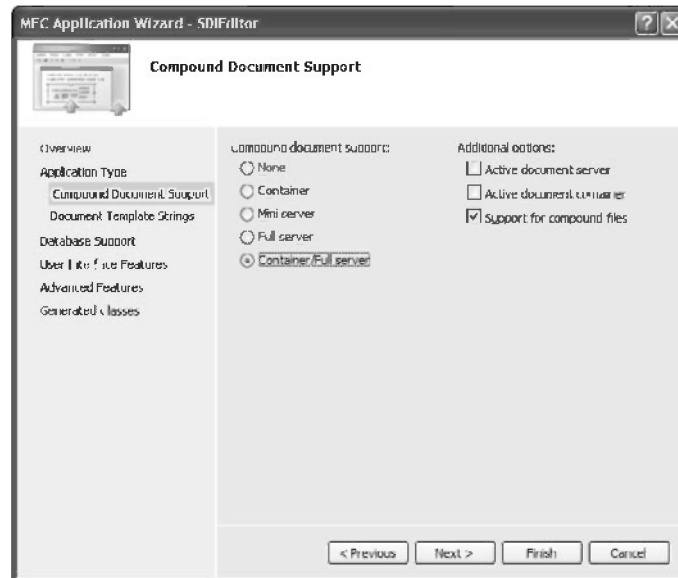 MFC Application Wizard - SDIEditor
Compound Document Support
Overview
Application Type
Compound Document Support
Document Template Strings
Database Support
User Interface Features
Advanced Features
Generated Classes
Compound document support:
None
Container
Mini server
Full server
Container/Full server
Additional options:
Active document server
Active document container
Support for compound files
< Previous
Next >
Finish
Cancel